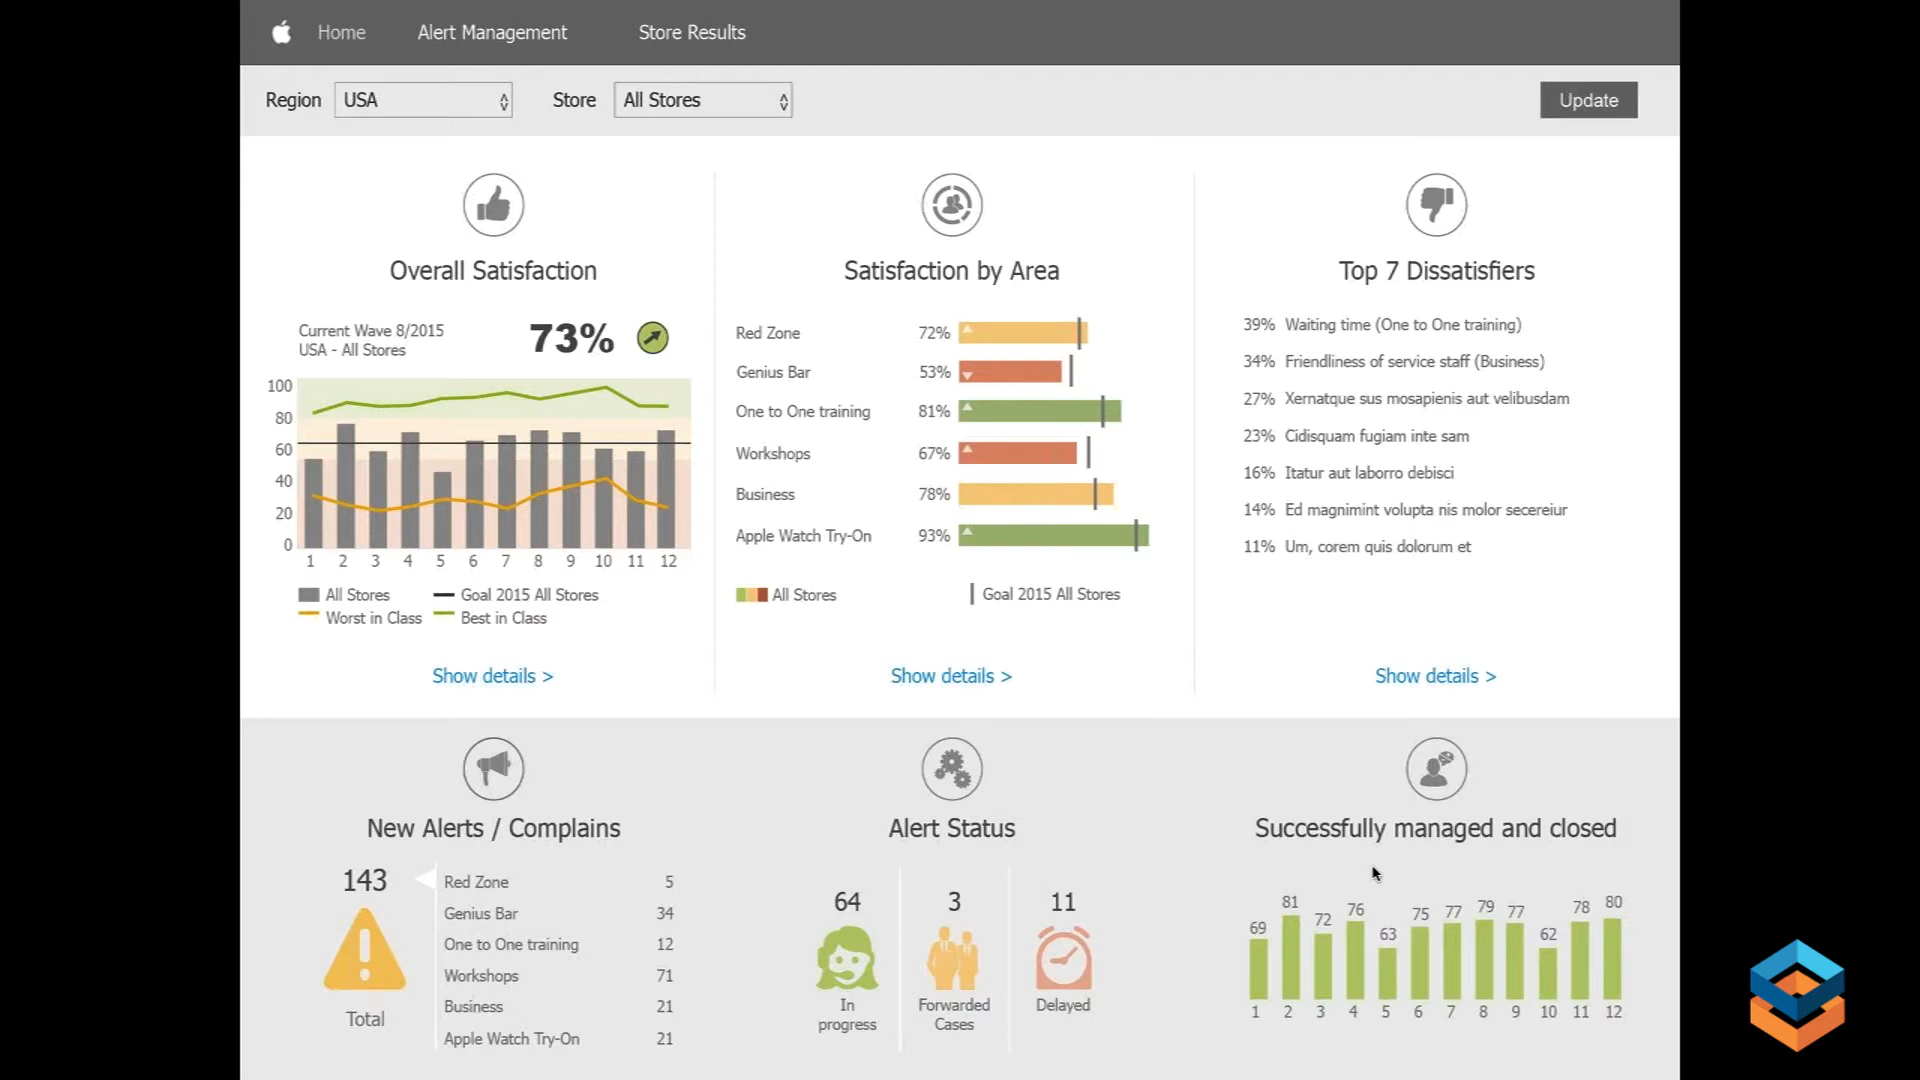 Home Alert Management Store Results
Region USA Store All Stores Update
Overall Satisfaction
Current Wave 8/2015
USA - All Stores
73%
100
80
60
40
20
0
1 2 3 4 5 6 7 8 9 10 11 12
All Stores Goal 2015 All Stores
Worst in Class Best in Class
Show details >
Satisfaction by Area
Red Zone 72%
Genius Bar 53%
One to One training 81%
Workshops 67%
Business 78%
Apple Watch Try-On 93%
All Stores Goal 2015 All Stores
Show details >
Top 7 Dissatisfiers
39% Waiting time (One to One training)
34% Friendliness of service staff (Business)
27% Xernatque sus mosapienis aut velibusdam
23% Cidisquam fugiam inte sam
16% Itatur aut laborro debisci
14% Ed magnimint volupta nis molor secereiur
11% Um, corem quis dolorum et
Show details >
New Alerts / Complains
143
Total
Red Zone 5
Genius Bar 34
One to One training 12
Workshops 71
Business 21
Apple Watch Try-On 21
Alert Status
64 3 11
In progress
Forwarded Cases
Delayed
Successfully managed and closed
69 81 72 76 63 75 77 79 77 62 78 80
1 2 3 4 5 6 7 8 9 10 11 12